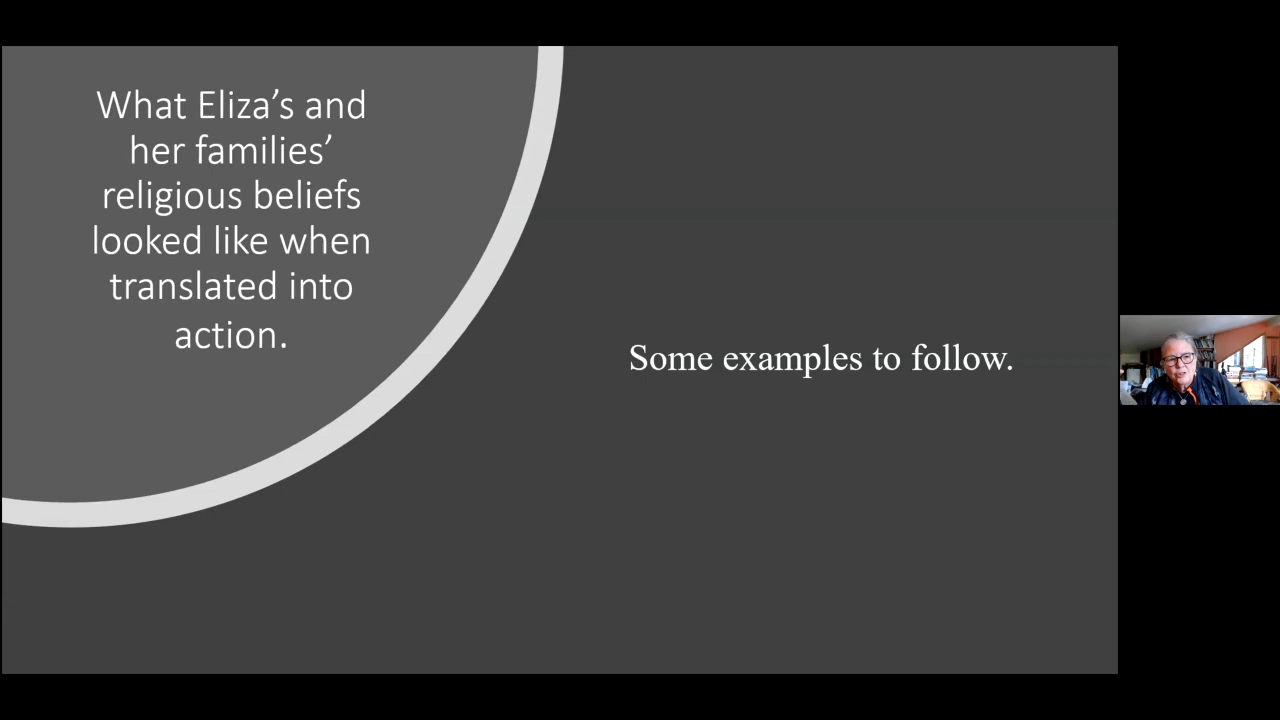 What Eliza’s and
her families’
religious beliefs
looked like when
translated into
action.
Some examples to follow.